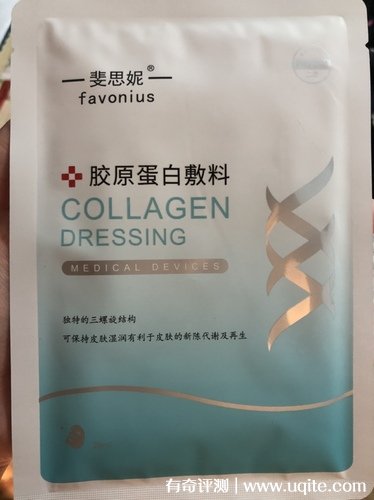 斐思妮®
favonius
胶原蛋白敷料
COLLAGEN
DRESSING
MEDICAL DEVICES
独特的三螺旋结构
可保持皮肤湿润有利于皮肤的新陈代谢及再生
有奇评测 / www.uqite.com